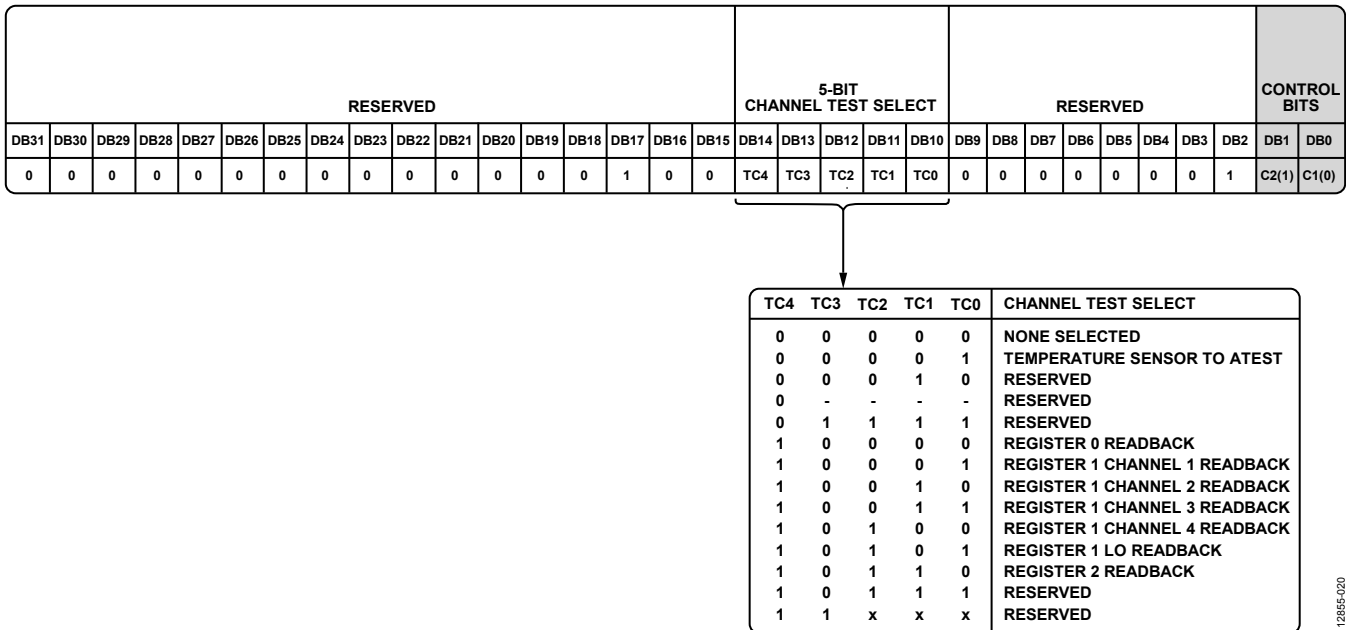 RESERVED
5-BIT
CHANNEL TEST SELECT
RESERVED
CONTROL
BITS
DB31 DB30 DB29 DB28 DB27 DB26 DB25 DB24 DB23 DB22 DB21 DB20 DB19 DB18 DB17 DB16 DB15 DB14 DB13 DB12 DB11 DB10 DB9 DB8 DB7 DB6 DB5 DB4 DB3 DB2 DB1 DB0
0 0 0 0 0 0 0 0 0 0 0 0 0 0 1 0 0 TC4 TC3 TC2 TC1 TC0 0 0 0 0 0 0 0 1 C2(1) C1(0)
TC4 TC3 TC2 TC1 TC0 CHANNEL TEST SELECT
0 0 0 0 0 NONE SELECTED
0 0 0 0 1 TEMPERATURE SENSOR TO ATEST
0 0 0 1 0 RESERVED
0 - - - - RESERVED
0 1 1 1 1 RESERVED
1 0 0 0 0 REGISTER 0 READBACK
1 0 0 0 1 REGISTER 1 CHANNEL 1 READBACK
1 0 0 1 0 REGISTER 1 CHANNEL 2 READBACK
1 0 0 1 1 REGISTER 1 CHANNEL 3 READBACK
1 0 1 0 0 REGISTER 1 CHANNEL 4 READBACK
1 0 1 0 1 REGISTER 1 LO READBACK
1 0 1 1 0 REGISTER 2 READBACK
1 0 1 1 1 RESERVED
1 1 x x x RESERVED
12855-020